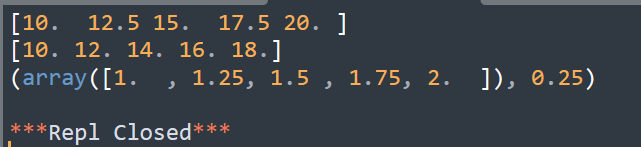 [10.  12.5 15.  17.5 20. ]
[10. 12. 14. 16. 18.]
(array([1.  , 1.25, 1.5 , 1.75, 2.  ]), 0.25)
***Repl Closed***